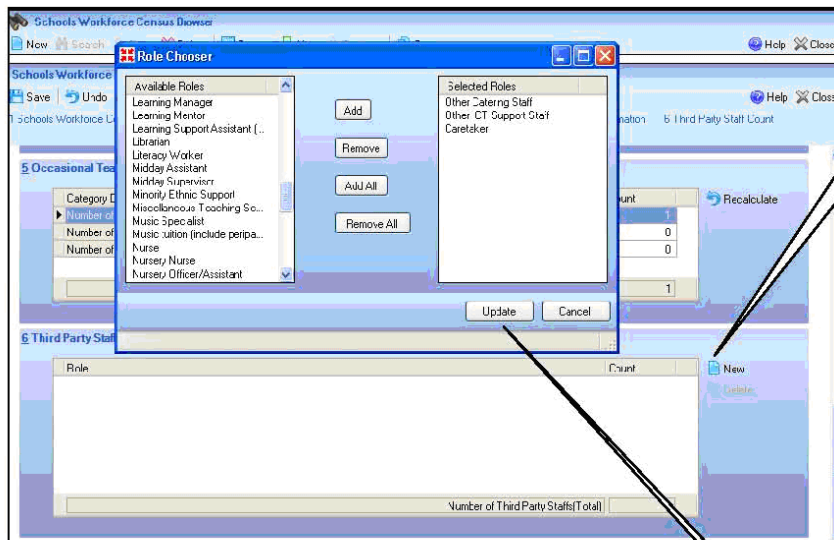 Schools Workforce Census Browser
New Search
Help Close
Role Chooser
Schools Workforce
Save Undo
Help Close
1 Schools Workforce
mation 6 Third Party Staff Count
Available Roles
Learning Manager
Learning Mentor
Learning Support Assistant (...
Librarian
Literacy Worker
Midday Assistant
Midday Supervisor
Minority Ethnic Support
Miscellaneous Teaching Sc...
Music Specialist
Music tuition (include peripa...
Nurse
Nursery Nurse
Nursery Officer/Assistant
Add
Remove
Add All
Remove All
Selected Roles
Other Catering Staff
Other ICT Support Staff
Caretaker
Update Cancel
5 Occasional Tea
Category D
ount
Recalculate
Number of 1
Number of 0
Number of 0
1
6 Third Party Staff
Role Count
New
Delete
Number of Third Party Staffs(Total)